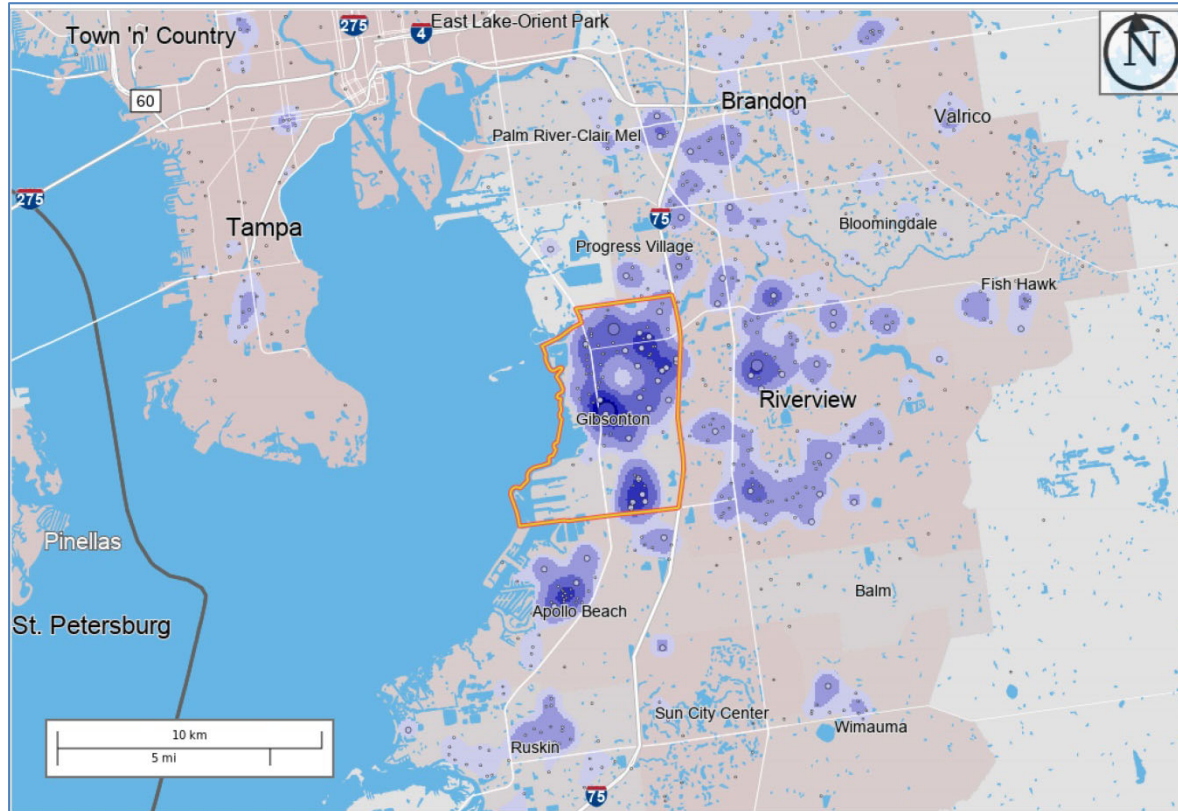 275
4
East Lake-Orient Park
Town 'n' Country
N
60
Brandon
Valrico
Palm River-Clair Mel
275
75
Tampa
Bloomingdale
Progress Village
Fish Hawk
Riverview
Gibsonton
Pinellas
Balm
Apollo Beach
St. Petersburg
Sun City Center
Wimauma
10 km
Ruskin
5 mi
75